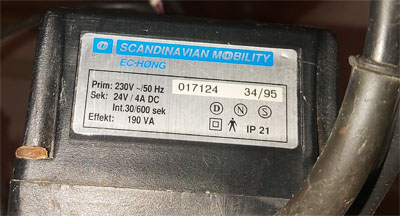 SCANDINAVIAN MOBILITY
EC-HØNG
Prim: 230V ~/50 Hz 017124 34/95
Sek: 24V / 4A DC
Int.30/600 sek D N S
Effekt: 190 VA IP 21